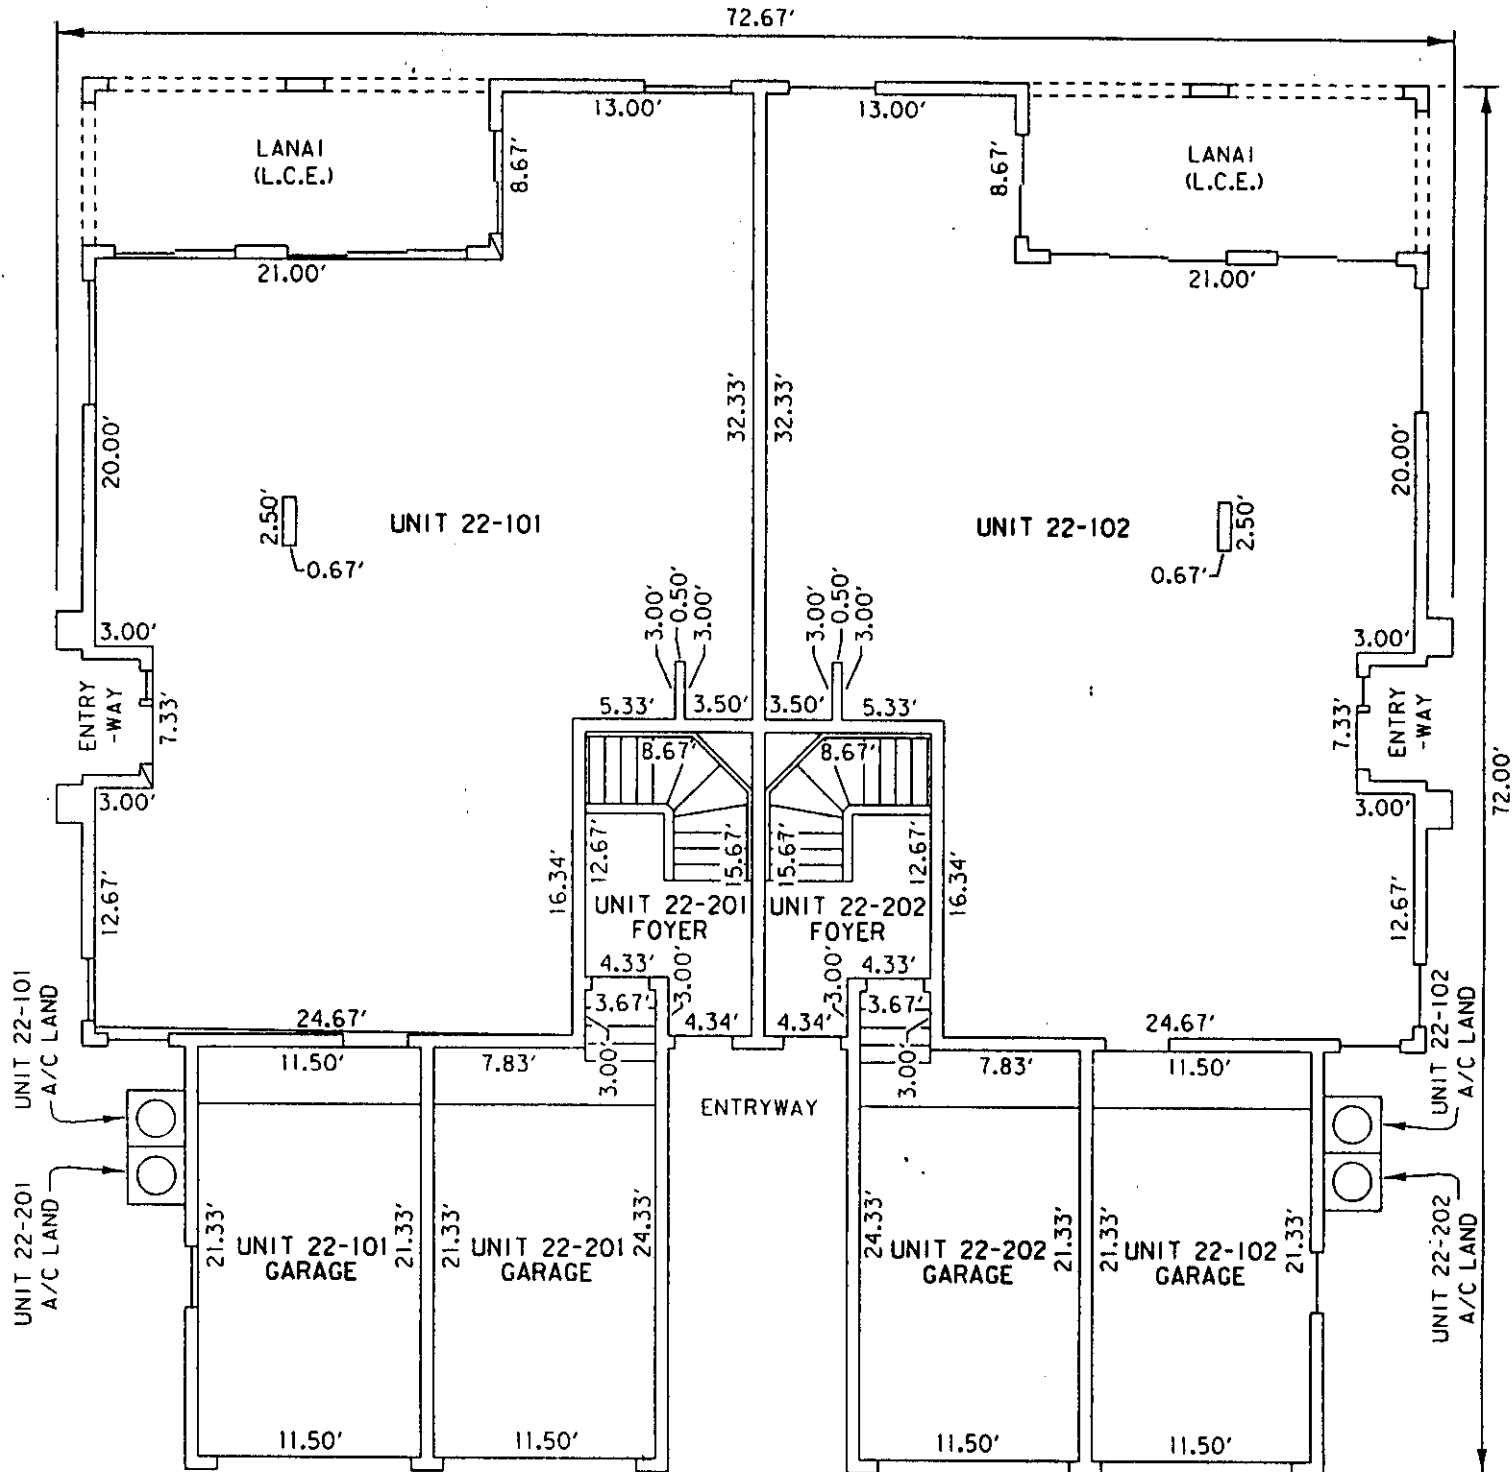 72.67'
13.00'
13.00'
LANAI
(L.C.E.)
8.67'
8.67'
LANAI
(L.C.E.)
21.00'
21.00'
32.33'
32.33'
20.00'
20.00'
2.50'
UNIT 22-101
UNIT 22-102
2.50'
0.67'
0.67'
3.00'
0.50'
3.00'
3.00'
0.50'
3.00'
3.00'
3.00'
5.33'
3.50'
3.50'
5.33'
ENTRY
-WAY
7.33'
7.33'
ENTRY
-WAY
8.67'
8.67'
72.00'
3.00'
3.00'
12.67'
16.34'
12.67'
15.67'
15.67'
12.67'
16.34'
12.67'
UNIT 22-201
FOYER
UNIT 22-202
FOYER
4.33'
3.00'
3.00'
4.33'
3.67'
3.67'
UNIT 22-101
A/C LAND
24.67'
4.34'
4.34'
24.67'
UNIT 22-102
A/C LAND
11.50'
7.83'
3.00'
3.00'
7.83'
11.50'
ENTRYWAY
UNIT 22-201
A/C LAND
21.33'
UNIT 22-101
GARAGE
21.33'
21.33'
UNIT 22-201
GARAGE
24.33'
24.33'
UNIT 22-202
GARAGE
21.33'
21.33'
UNIT 22-102
GARAGE
21.33'
UNIT 22-202
A/C LAND
11.50'
11.50'
11.50'
11.50'